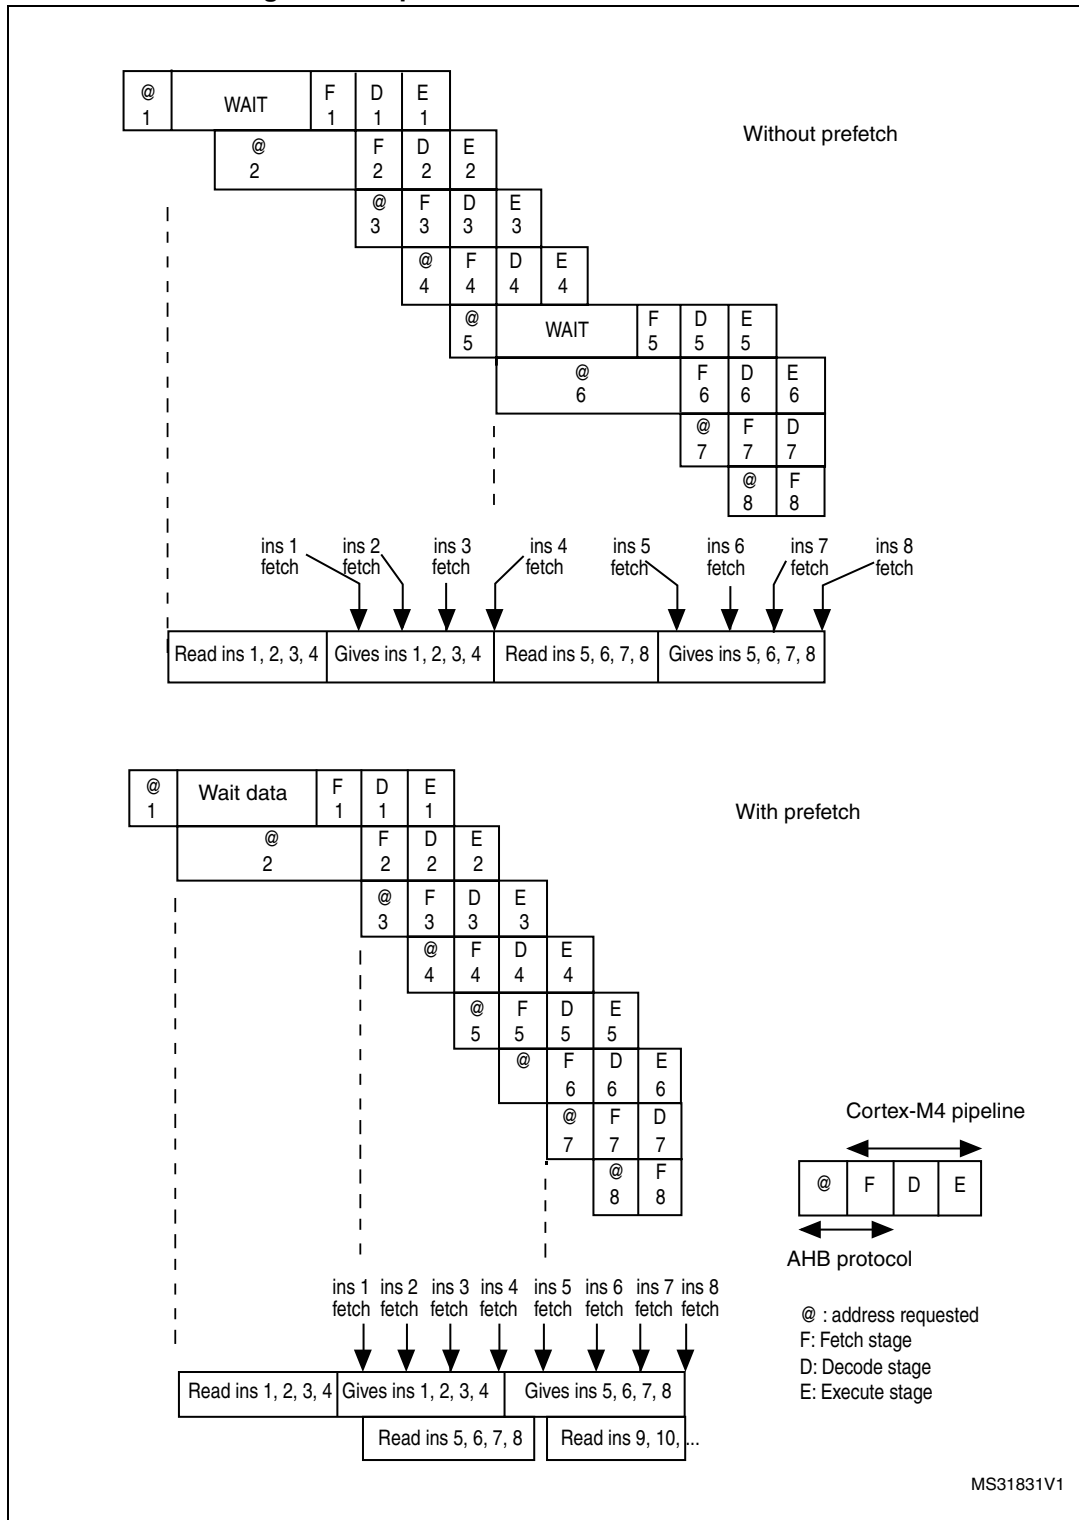 @ WAIT F D E
1 1 1 1
Without prefetch
@ F D E
2 2 2 2
@ F D E
3 3 3 3
@ F D E
4 4 4 4
@ WAIT F D E
5 5 5 5
@ F D E
6 6 6 6
@ F D
7 7 7
@ F
8 8
ins 1 ins 2 ins 3 ins 4 ins 5 ins 6 ins 7 ins 8
fetch fetch fetch fetch fetch fetch fetch fetch
Read ins 1, 2, 3, 4 Gives ins 1, 2, 3, 4 Read ins 5, 6, 7, 8 Gives ins 5, 6, 7, 8
@ Wait data F D E
1 1 1 1
With prefetch
@ F D E
2 2 2 2
@ F D E
3 3 3 3
@ F D E
4 4 4 4
@ F D E
5 5 5 5
@ F D E
6 6 6
@ F D
7 7 7
@ F
8 8
Cortex-M4 pipeline
@ F D E
AHB protocol
ins 1 ins 2 ins 3 ins 4 ins 5 ins 6 ins 7 ins 8
fetch fetch fetch fetch fetch fetch fetch fetch
@ : address requested
F: Fetch stage
D: Decode stage
E: Execute stage
Read ins 1, 2, 3, 4 Gives ins 1, 2, 3, 4 Gives ins 5, 6, 7, 8
Read ins 5, 6, 7, 8 Read ins 9, 10, ...
MS31831V1